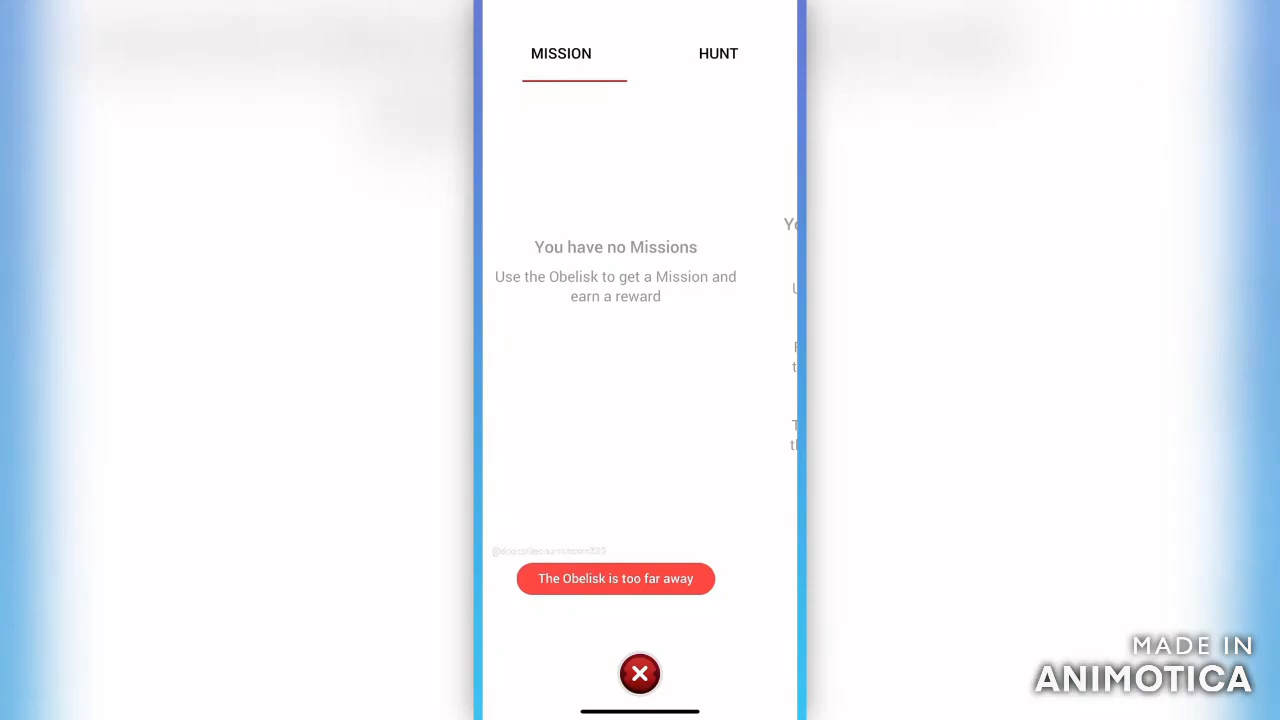 MISSION
HUNT
You have no Missions
Use the Obelisk to get a Mission and
earn a reward
The Obelisk is too far away
MADE IN
ANIMOTICA